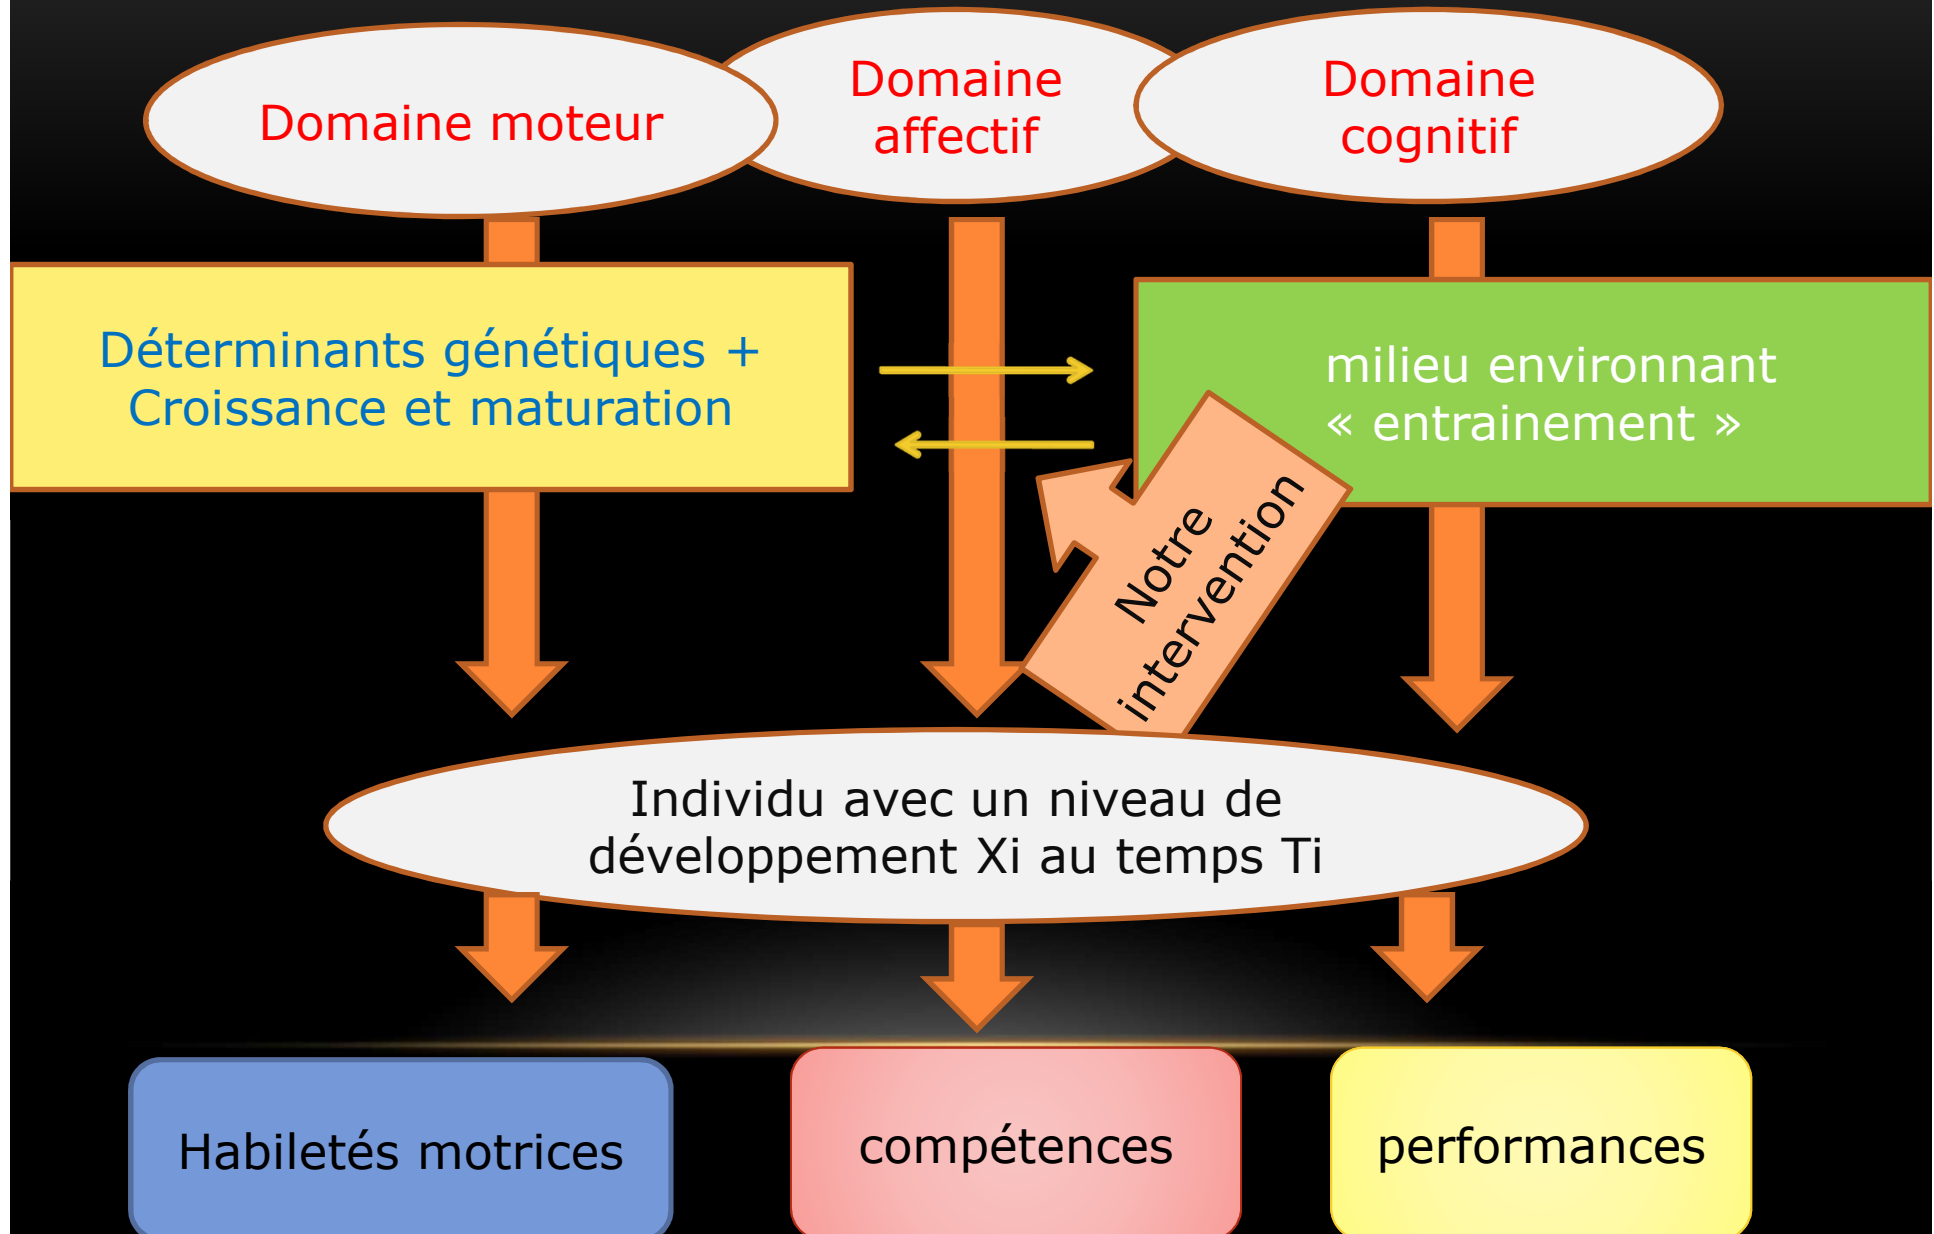 Domaine moteur
Domaine
affectif
Domaine
cognitif
Déterminants génétiques +
Croissance et maturation
milieu environnant
« entrainement »
Notre
intervention
Individu avec un niveau de
développement Xi au temps Ti
Habiletés motrices
compétences
performances